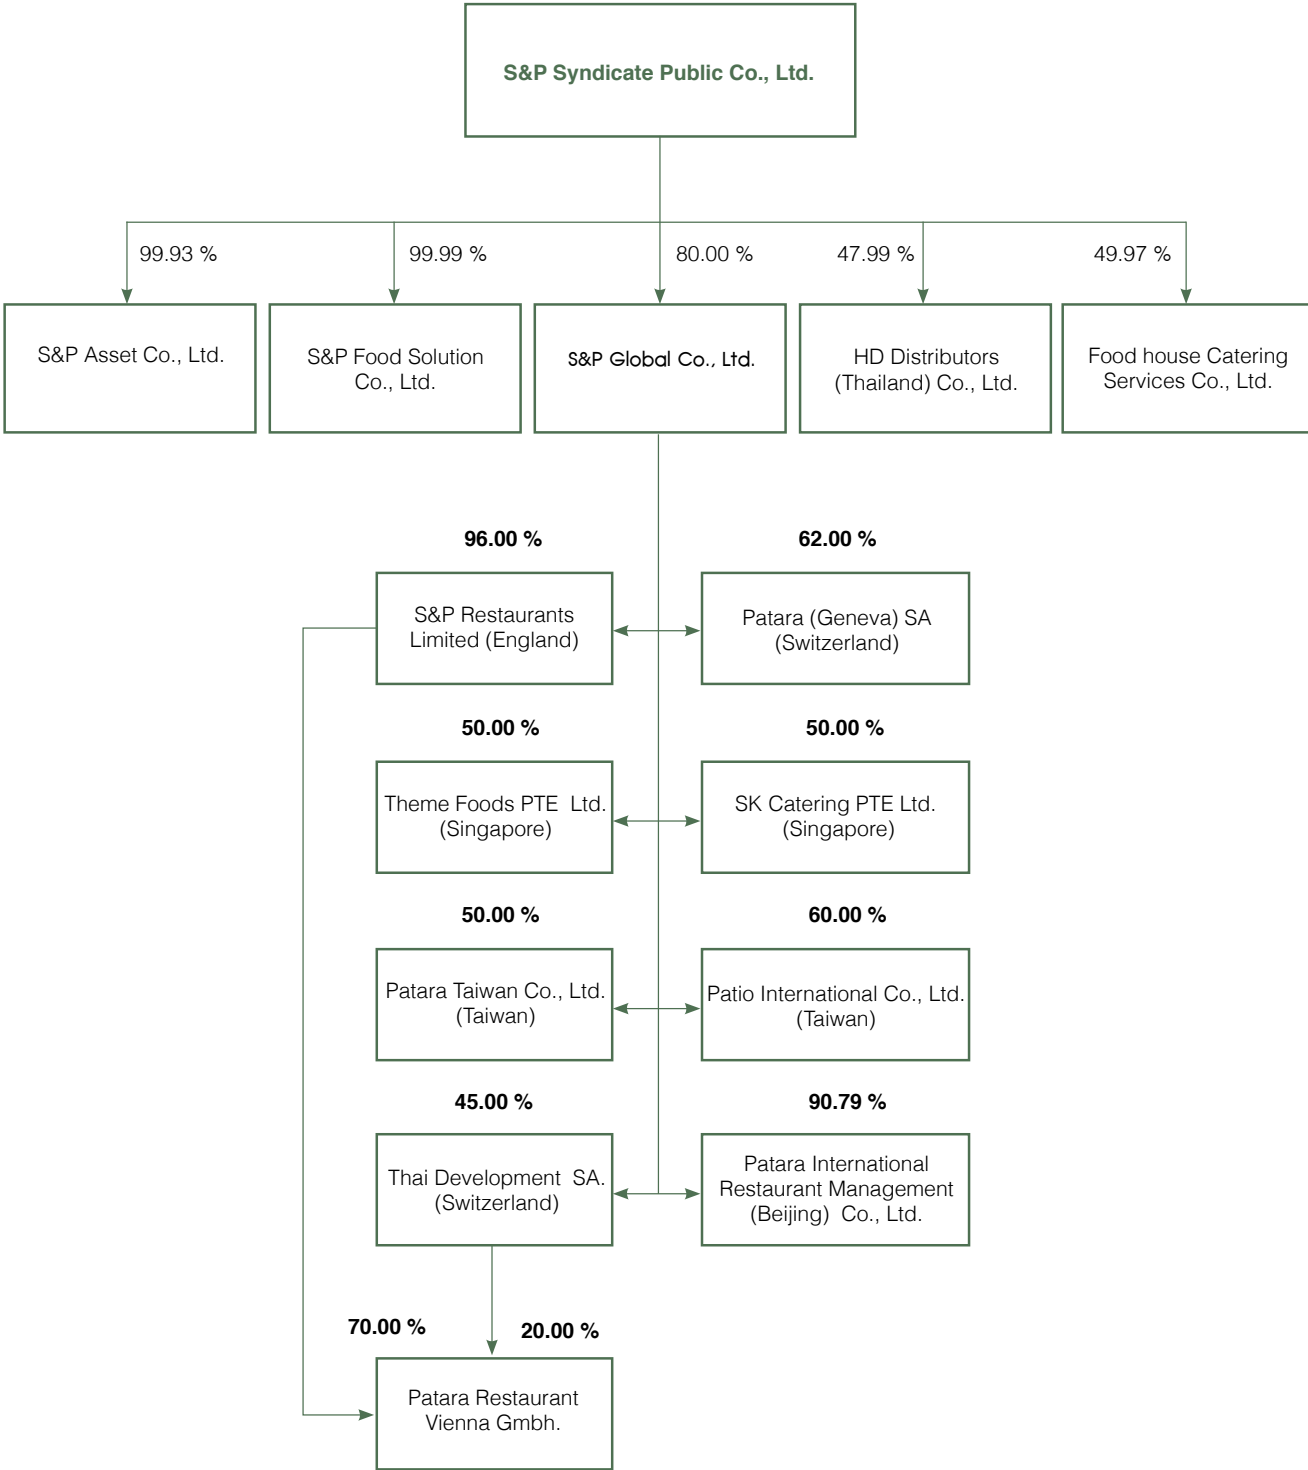 S&P Syndicate Public Co., Ltd.
99.93 %
99.99 %
80.00 %
47.99 %
49.97 %
S&P Asset Co., Ltd.
S&P Food Solution
Co., Ltd.
S&P Global Co., Ltd.
HD Distributors
(Thailand) Co., Ltd.
Food house Catering
Services Co., Ltd.
96.00 %
62.00 %
S&P Restaurants
Limited (England)
Patara (Geneva) SA
(Switzerland)
50.00 %
50.00 %
Theme Foods PTE Ltd.
(Singapore)
SK Catering PTE Ltd.
(Singapore)
50.00 %
60.00 %
Patara Taiwan Co., Ltd.
(Taiwan)
Patio International Co., Ltd.
(Taiwan)
45.00 %
90.79 %
Thai Development SA.
(Switzerland)
Patara International
Restaurant Management
(Beijing) Co., Ltd.
70.00 %
20.00 %
Patara Restaurant
Vienna Gmbh.